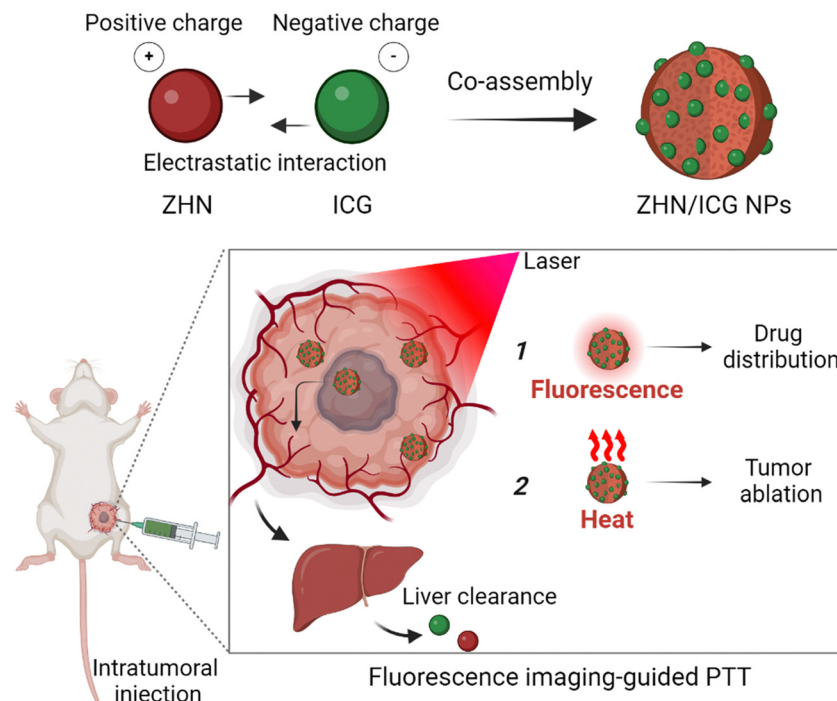 Positive charge
Negative charge
+
-
Co-assembly
Electrastatic interaction
ZHN
ICG
ZHN/ICG NPs
Laser
1
Fluorescence
Drug
distribution
2
Heat
Tumor
ablation
Liver clearance
Intratumoral
injection
Fluorescence imaging-guided PTT